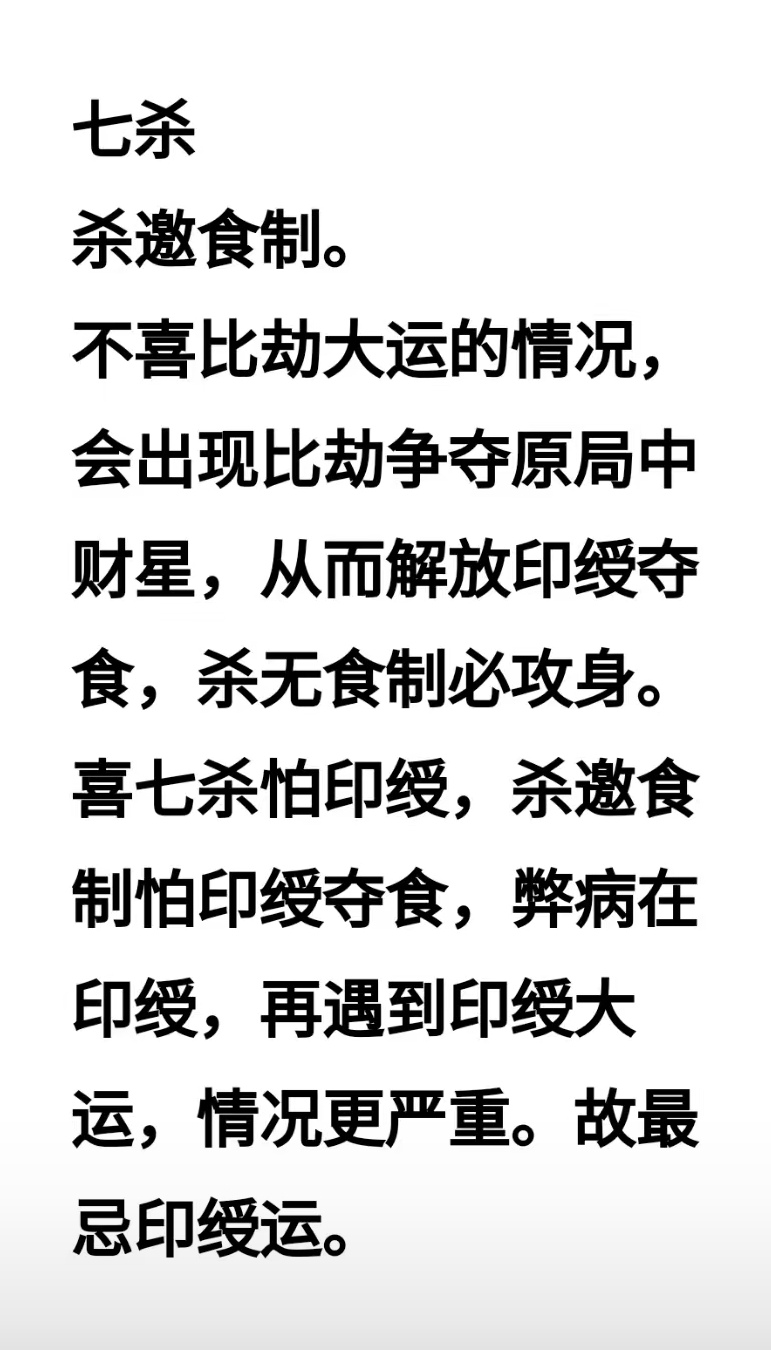 七杀
杀邀食制。
不喜比劫大运的情况，
会出现比劫争夺原局中
财星，从而解放印绶夺
食，杀无食制必攻身。
喜七杀怕印绶，杀邀食
制怕印绶夺食，弊病在
印绶，再遇到印绶大
运，情况更严重。故最
忌印绶运。